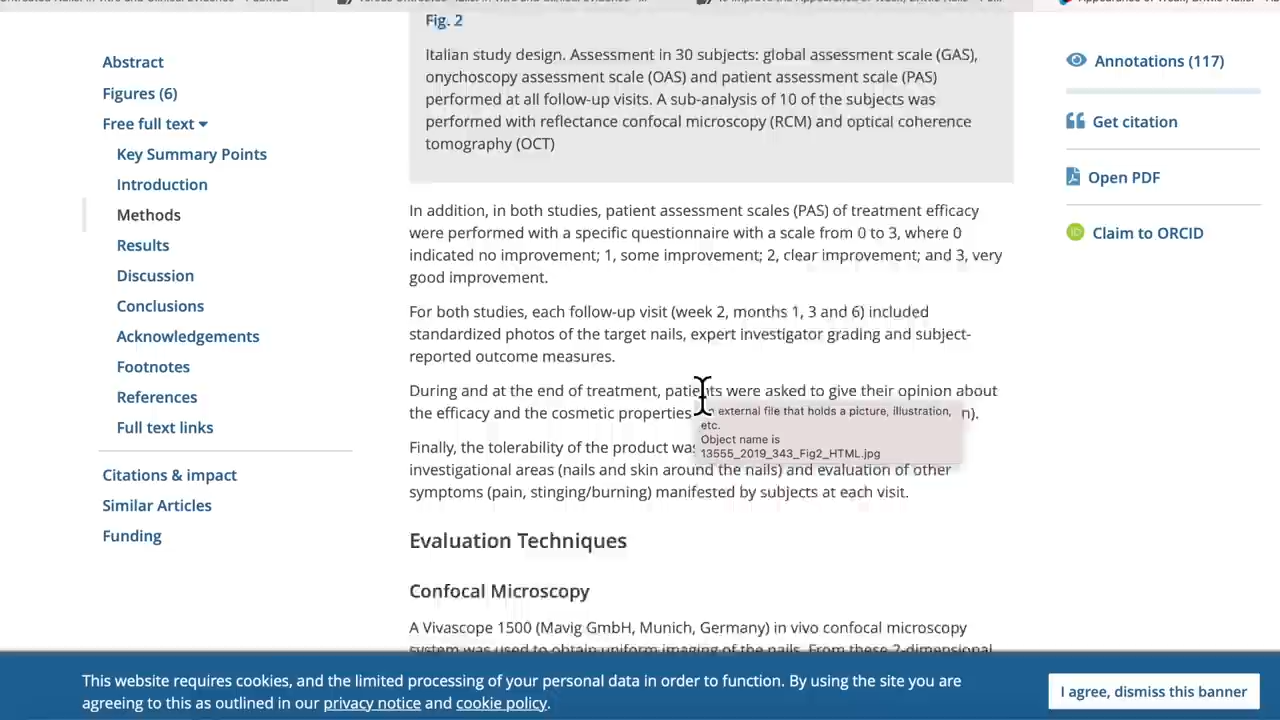 Fig. 2
Italian study design. Assessment in 30 subjects: global assessment scale (GAS),
onychoscopy assessment scale (OAS) and patient assessment scale (PAS)
performed at all follow-up visits. A sub-analysis of 10 of the subjects was
performed with reflectance confocal microscopy (RCM) and optical coherence
tomography (OCT)
Abstract
Figures (6)
Free full text
Key Summary Points
Introduction
Methods
Results
Discussion
Conclusions
Acknowledgements
Footnotes
References
Full text links
Citations & impact
Similar Articles
Funding
In addition, in both studies, patient assessment scales (PAS) of treatment efficacy
were performed with a specific questionnaire with a scale from 0 to 3, where 0
indicated no improvement; 1, some improvement; 2, clear improvement; and 3, very
good improvement.
For both studies, each follow-up visit (week 2, months 1, 3 and 6) included
standardized photos of the target nails, expert investigator grading and subject-
reported outcome measures.
During and at the end of treatment, patients were asked to give their opinion about
the efficacy and the cosmetic properties n).
external file that holds a picture, illustration,
etc.
Object name is
13555_2019_343_Fig2_HTML.jpg
Finally, the tolerability of the product was
investigational areas (nails and skin around the nails) and evaluation of other
symptoms (pain, stinging/burning) manifested by subjects at each visit.
Evaluation Techniques
Confocal Microscopy
A Vivascope 1500 (Mavig GmbH, Munich, Germany) in vivo confocal microscopy
system was used to obtain uniform imaging of the nails. From these 2-dimensional
Annotations (117)
Get citation
Open PDF
Claim to ORCID
This website requires cookies, and the limited processing of your personal data in order to function. By using the site you are
agreeing to this as outlined in our privacy notice and cookie policy.
I agree, dismiss this banner